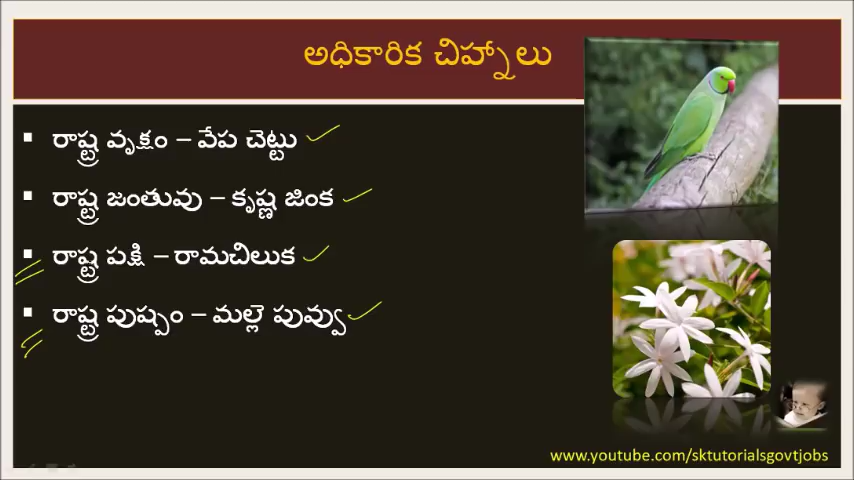 అధికారిక చిహ్నాలు
రాష్ట్ర వృక్షం – వేప చెట్టు
రాష్ట్ర జంతువు – కృష్ణ జింక
రాష్ట్ర పక్షి – రామచిలుక
రాష్ట్ర పుష్పం – మల్లె పువ్వు
www.youtube.com/sktutorialsgovtjobs